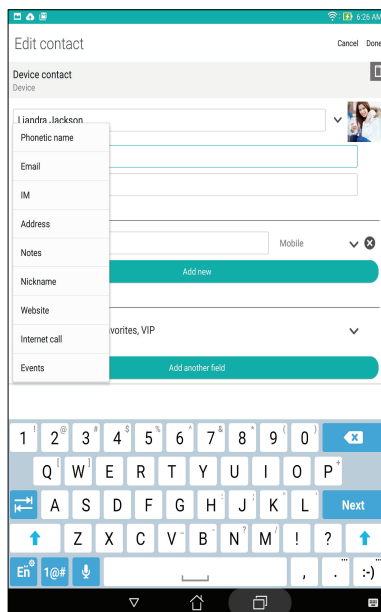 6:26 AM
Edit contact
Cancel Done
Device contact
Device
Liandra Jackson
Phonetic name
Email
IM
Address
Notes
Nickname
Website
Internet call
Events
Mobile
Add new
vorites, VIP
Add another field
1 ! 2 @ 3 # 4 $ 5 % 6 ^ 7 & 8 * 9 ( 0 )
Q [ W ] E R T Y U I O P +
A S D F G H : J ; K " L ' Next
Z X C V - B _ N ? M / ! ?
En 1@# , . ... :-) ...